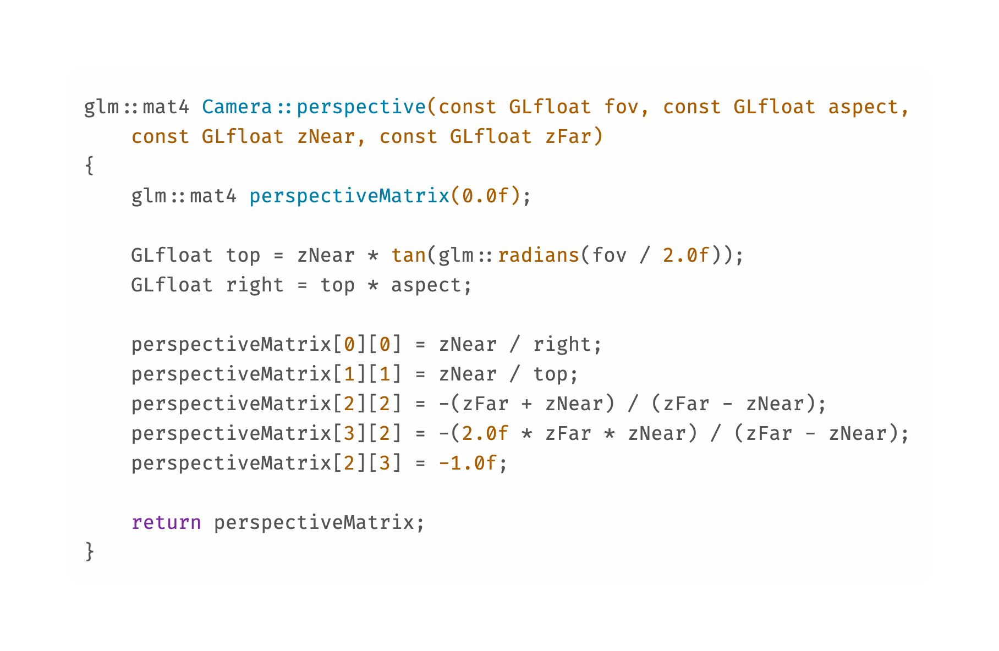 glm::mat4 Camera::perspective(const GLfloat fov, const GLfloat aspect,
    const GLfloat zNear, const GLfloat zFar)
{
    glm::mat4 perspectiveMatrix(0.0f);

    GLfloat top = zNear * tan(glm::radians(fov / 2.0f));
    GLfloat right = top * aspect;

    perspectiveMatrix[0][0] = zNear / right;
    perspectiveMatrix[1][1] = zNear / top;
    perspectiveMatrix[2][2] = -(zFar + zNear) / (zFar - zNear);
    perspectiveMatrix[3][2] = -(2.0f * zFar * zNear) / (zFar - zNear);
    perspectiveMatrix[2][3] = -1.0f;

    return perspectiveMatrix;
}